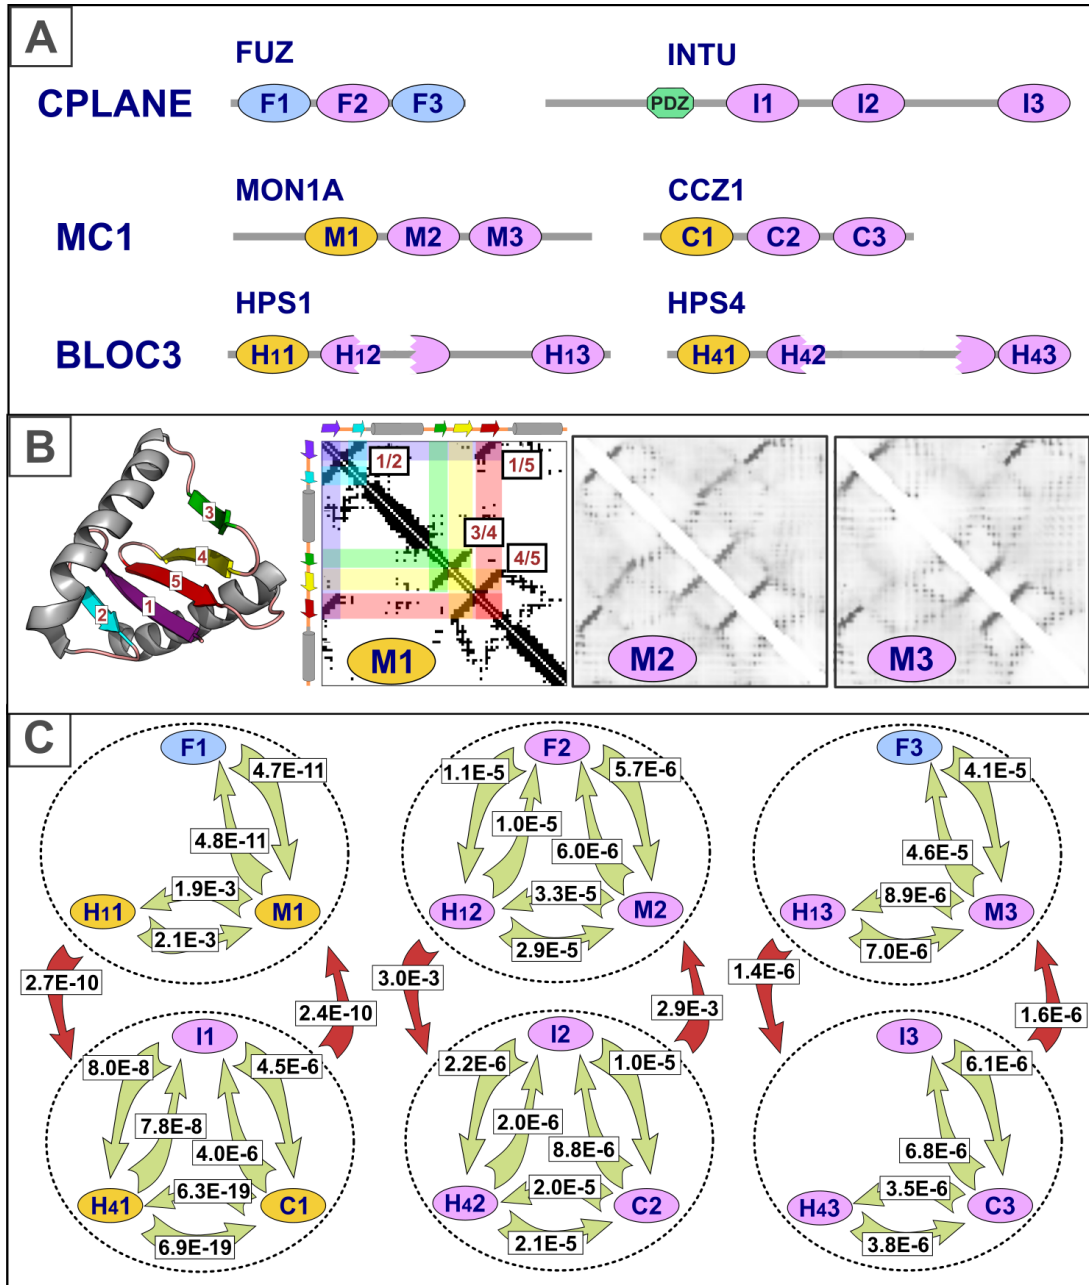 A
FUZ INTU
CPLANE F1 F2 F3 PDZ I1 I2 I3
MON1A CCZ1
MC1 M1 M2 M3 C1 C2 C3
HPS1 HPS4
BLOC3 H11 H12 H13 H41 H42 H43
B
1/2 1/5
3
3/4
4
4/5
5
1
2
M1 M2 M3
C
F1 F2 F3
4.7E-11 1.1E-5 5.7E-6 4.1E-5
1.0E-5
4.8E-11 6.0E-6 4.6E-5
1.9E-3 3.3E-5 8.9E-6
H11 M1 H12 M2 H13 M3
2.1E-3 2.9E-5 7.0E-6
2.7E-10 3.0E-3 1.4E-6
2.4E-10 2.9E-3 1.6E-6
I1 I2 I3
8.0E-8 4.5E-6 2.2E-6 1.0E-5 6.1E-6
7.8E-8 2.0E-6
4.0E-6 8.8E-6 6.8E-6
6.3E-19 2.0E-5 3.5E-6
H41 C1 H42 C2 H43 C3
6.9E-19 2.1E-5 3.8E-6